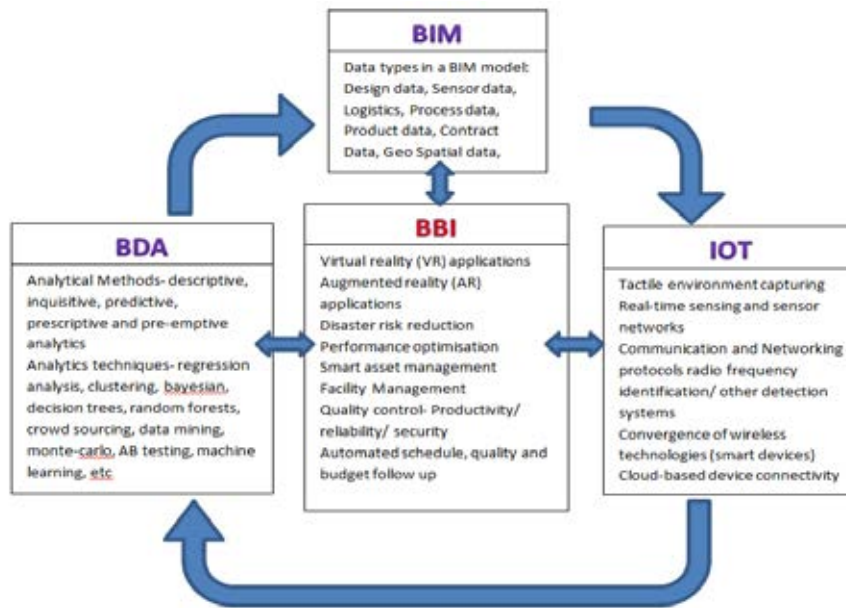 BIM
Data types in a BIM model:
Design data, Sensor data,
Logistics, Process data,
Product data, Contract
Data, Geo Spatial data,
BDA
Analytical Methods- descriptive,
inquisitive, predictive,
prescriptive and pre-emptive
analytics
Analytics techniques- regression
analysis, clustering, bayesian,
decision trees, random forests,
crowd sourcing, data mining,
monte-carlo, AB testing, machine
learning, etc
BBI
Virtual reality (VR) applications
Augmented reality (AR)
applications
Disaster risk reduction
Performance optimisation
Smart asset management
Facility Management
Quality control- Productivity/
reliability/ security
Automated schedule, quality and
budget follow up
IOT
Tactile environment capturing
Real-time sensing and sensor
networks
Communication and Networking
protocols radio frequency
identification/ other detection
systems
Convergence of wireless
technologies (smart devices)
Cloud-based device connectivity